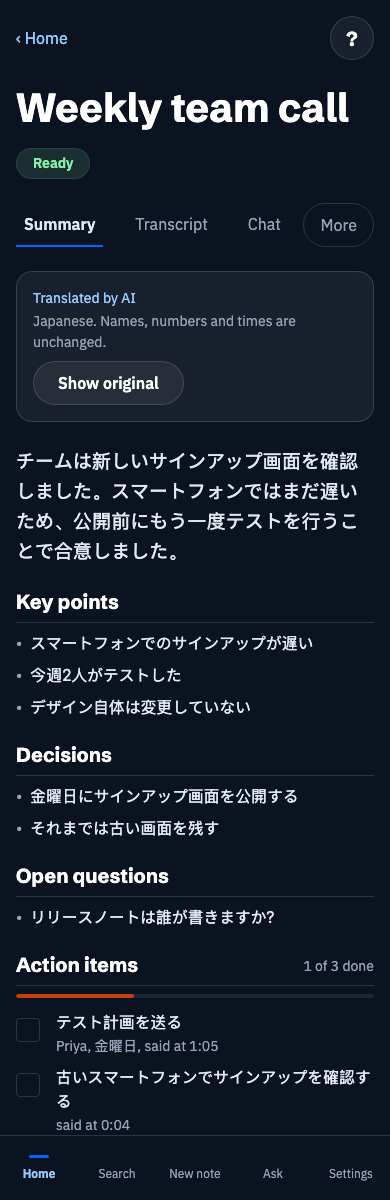 ‹ Home
?
Weekly team call
Ready
Summary
Transcript
Chat
More
Translated by AI
Japanese. Names, numbers and times are
unchanged.
Show original
チームは新しいサインアップ画面を確認
しました。スマートフォンではまだ遅い
ため、公開前にもう一度テストを行うこ
とで合意しました。
Key points
• スマートフォンでのサインアップが遅い
• 今週2人がテストした
• デザイン自体は変更していない
Decisions
• 金曜日にサインアップ画面を公開する
• それまでは古い画面を残す
Open questions
• リリースノートは誰が書きますか?
Action items
1 of 3 done
テスト計画を送る
Priya, 金曜日, said at 1:05
古いスマートフォンでサインアップを確認す
る
said at 0:04
Home
Search
New note
Ask
Settings